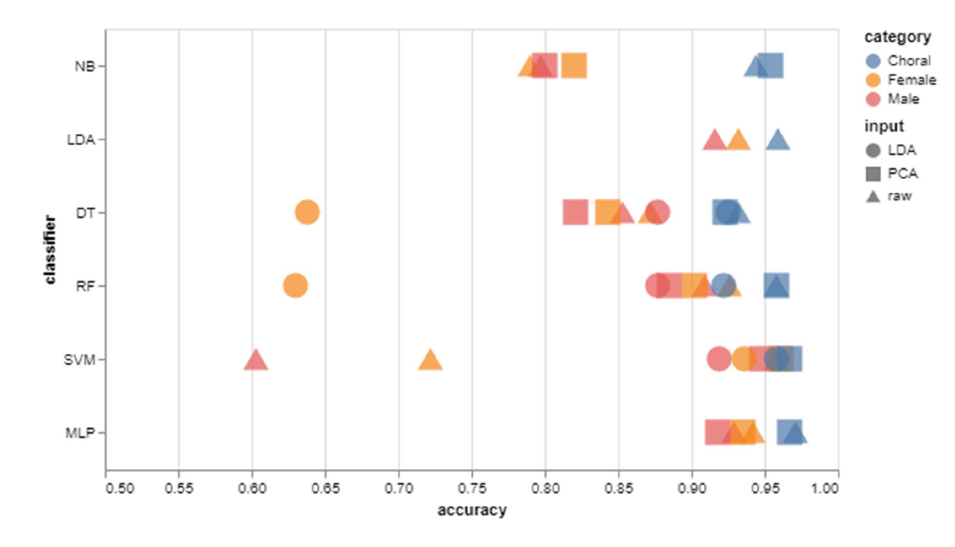 category
Choral
Female
Male
input
LDA
PCA
raw
classifier
NB
LDA
DT
RF
SVM
MLP
0.50 0.55 0.60 0.65 0.70 0.75 0.80 0.85 0.90 0.95 1.00
accuracy